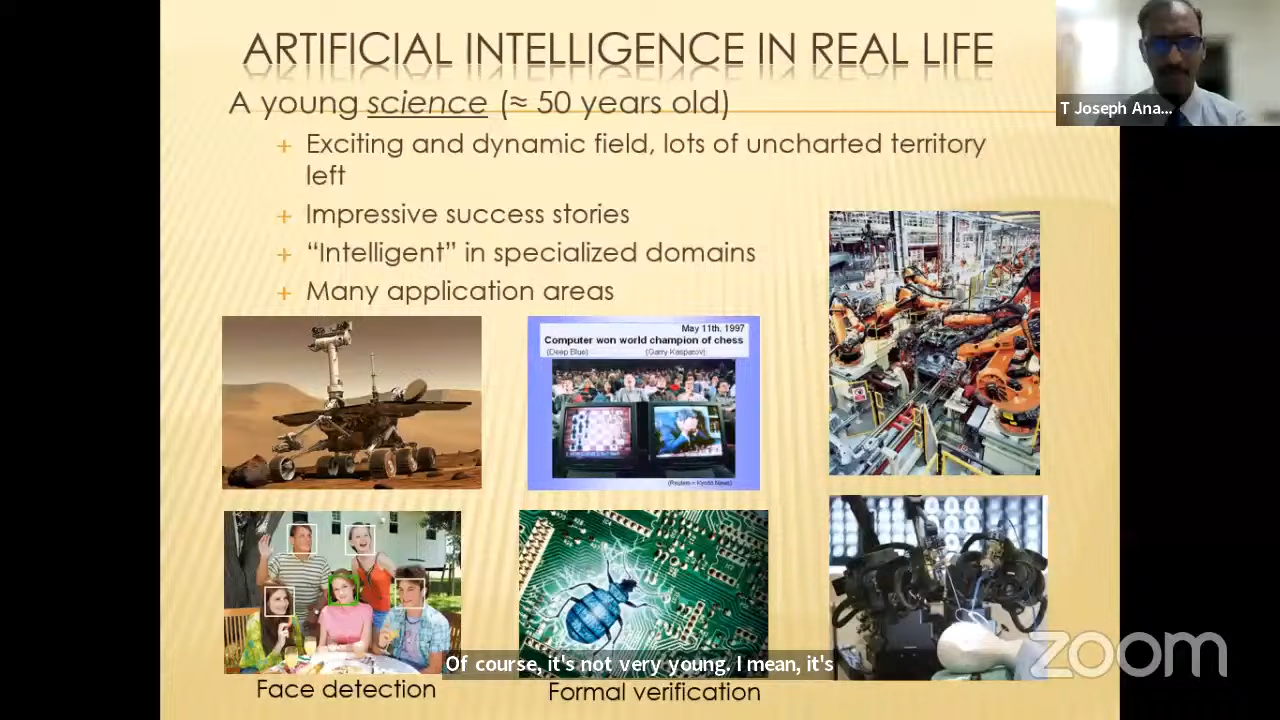 ARTIFICIAL INTELLIGENCE IN REAL LIFE
A young science (≈ 50 years old)
Exciting and dynamic field, lots of uncharted territory
left
Impressive success stories
“Intelligent” in specialized domains
Many application areas
T Joseph Ana...
May 11th, 1997
Computer won world champion of chess
(Deep Blue) (Garry Kasparov)
(Reuters = Kyodo News)
Of course, it's not very young. I mean, it's
Face detection
Formal verification
zoom